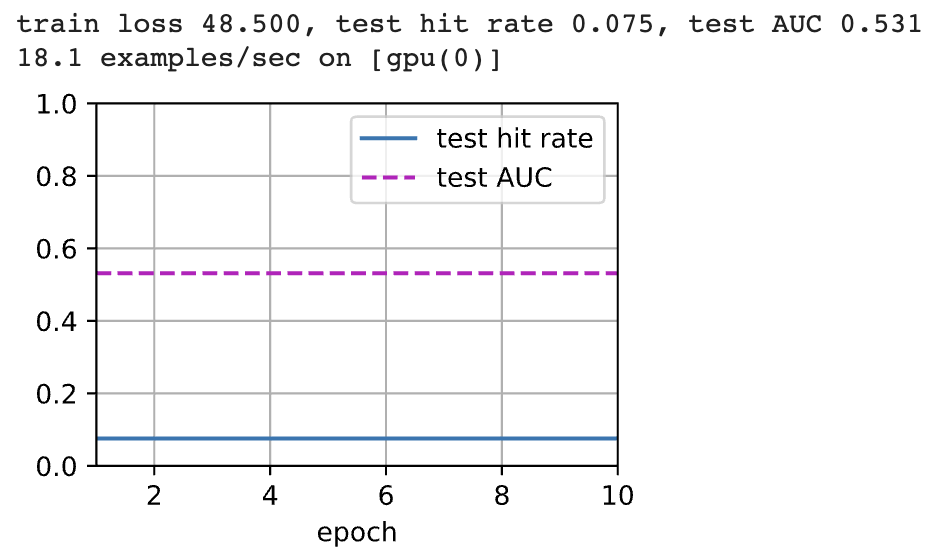 train loss 48.500, test hit rate 0.075, test AUC 0.531
18.1 examples/sec on [gpu(0)]
1.0
0.8
0.6
0.4
0.2
0.0
test hit rate
test AUC
2 4 6 8 10
epoch